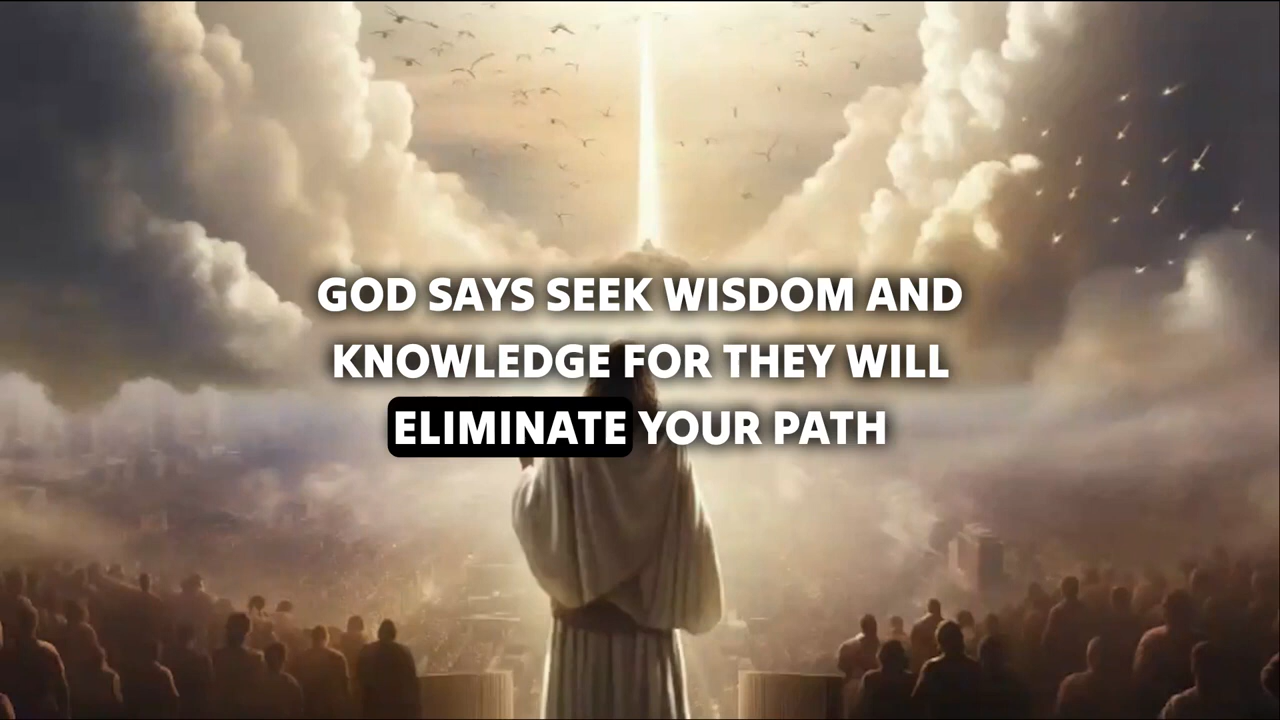 GOD SAYS SEEK WISDOM AND
KNOWLEDGE FOR THEY WILL
ELIMINATE YOUR PATH